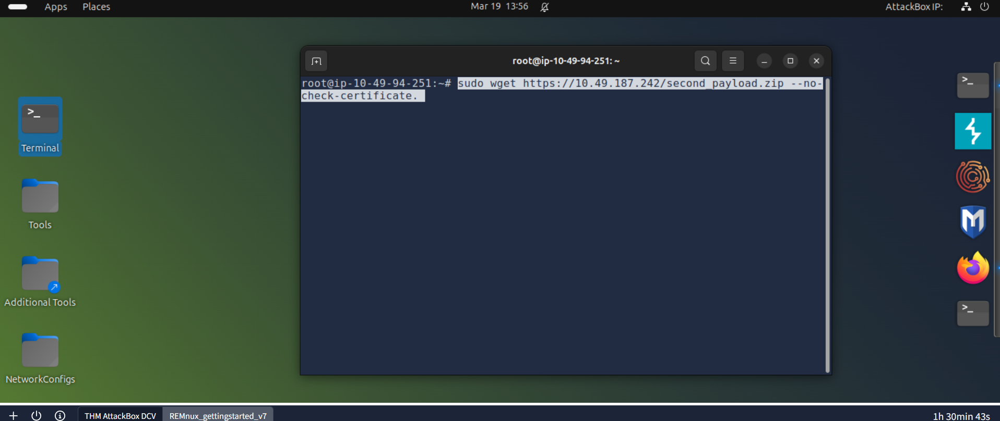 Apps Places Mar 19 13:56 AttackBox IP:
root@ip-10-49-94-251: ~
root@ip-10-49-94-251:~# sudo wget https://10.49.187.242/second_payload.zip --no-
check-certificate.
>_
>_
Terminal
Tools
Additional Tools
NetworkConfigs
>_
THM AttackBox DCV REMnux_gettingstarted_v7 1h 30min 43s